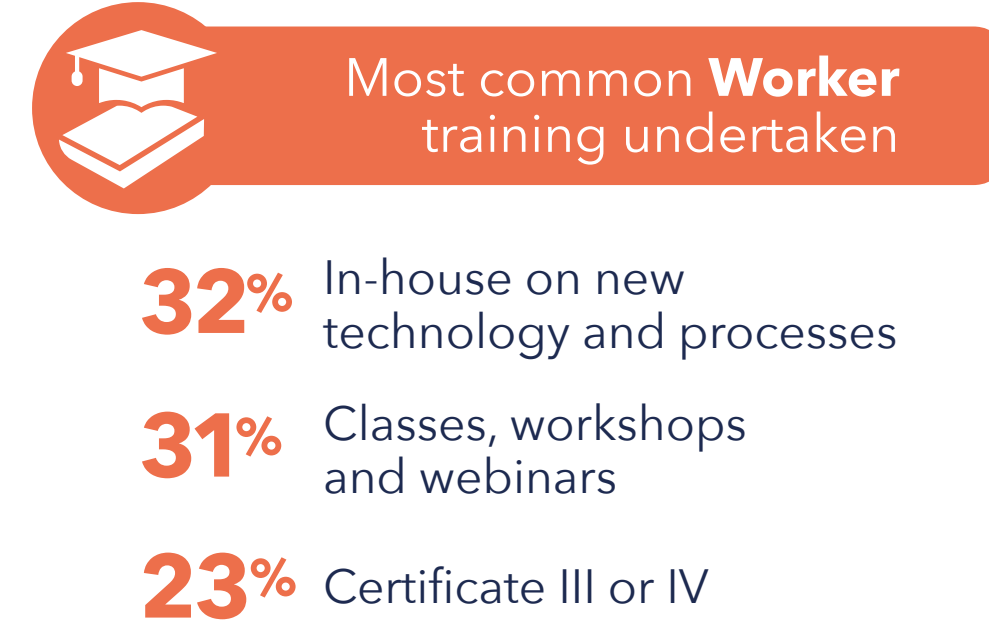 Most common Worker
training undertaken
32% In-house on new
technology and processes
31% Classes, workshops
and webinars
23% Certificate III or IV